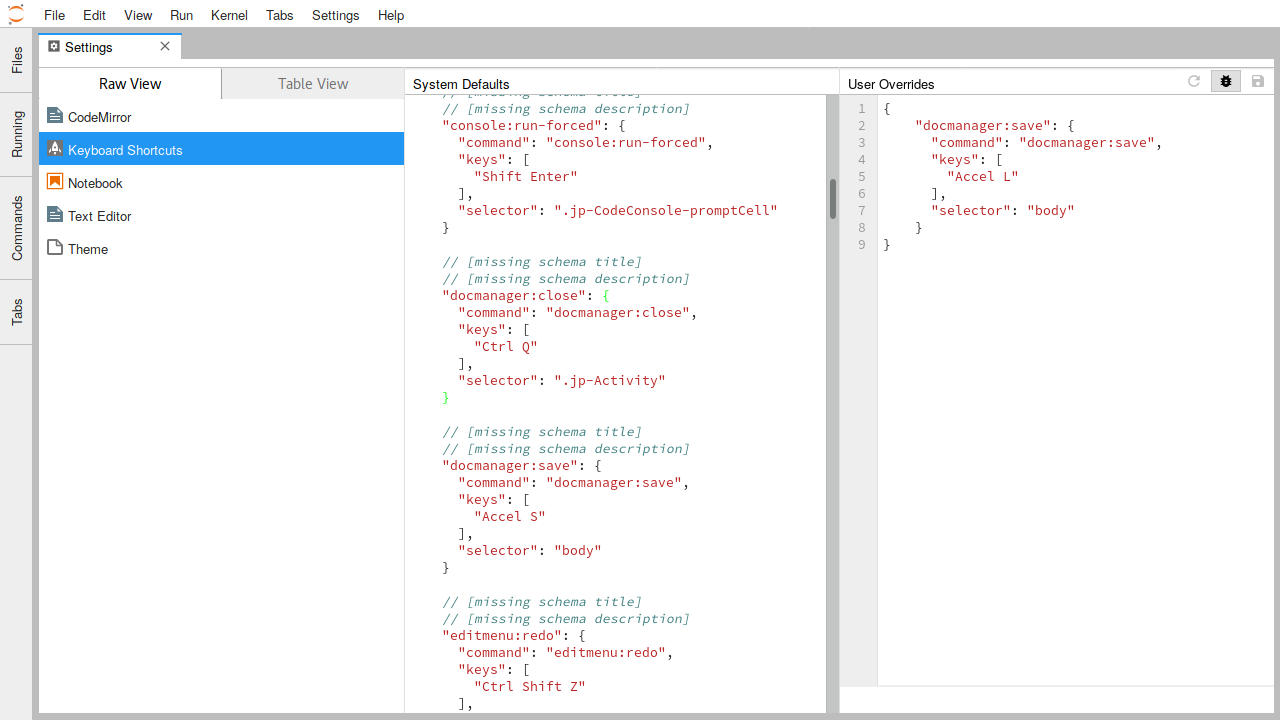 File Edit View Run Kernel Tabs Settings Help
Files
Running
Commands
Tabs
Settings
Raw View
Table View
CodeMirror
Keyboard Shortcuts
Notebook
Text Editor
Theme
System Defaults
// [missing schema title]
// [missing schema description]
"console:run-forced": {
"command": "console:run-forced",
"keys": [
"Shift Enter"
],
"selector": ".jp-CodeConsole-promptCell"
}
// [missing schema title]
// [missing schema description]
"docmanager:close": {
"command": "docmanager:close",
"keys": [
"Ctrl Q"
],
"selector": ".jp-Activity"
}
// [missing schema title]
// [missing schema description]
"docmanager:save": {
"command": "docmanager:save",
"keys": [
"Accel S"
],
"selector": "body"
}
// [missing schema title]
// [missing schema description]
"editmenu:redo": {
"command": "editmenu:redo",
"keys": [
"Ctrl Shift Z"
],
User Overrides
1 {
2 "docmanager:save": {
3 "command": "docmanager:save",
4 "keys": [
5 "Accel L"
6 ],
7 "selector": "body"
8 }
9 }